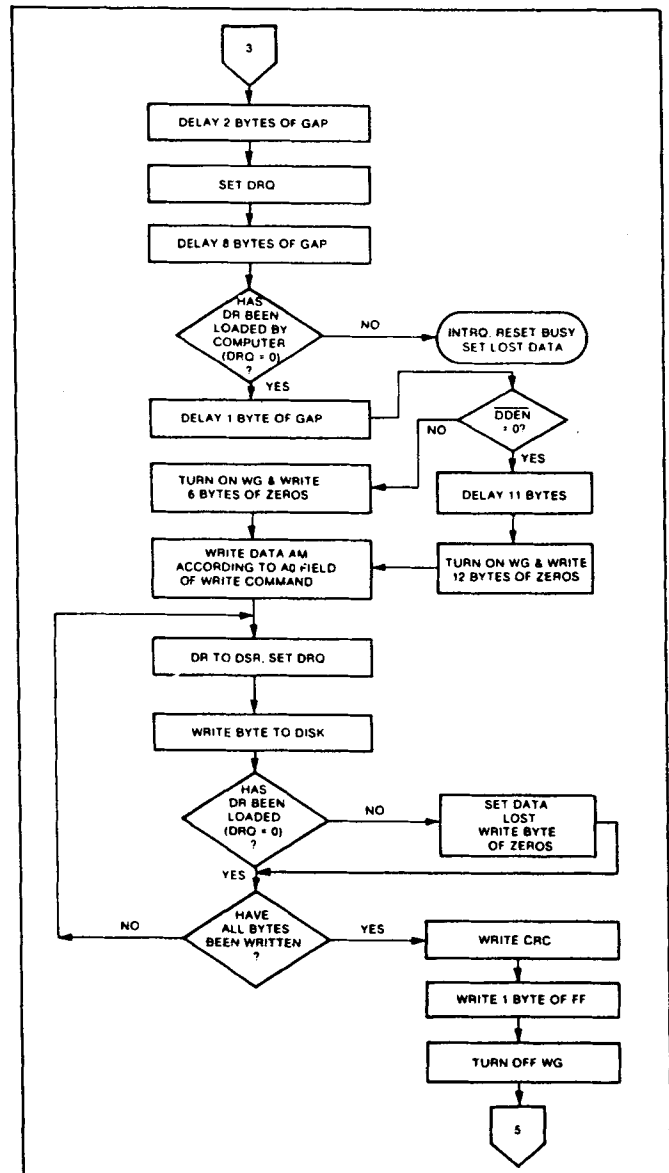 3
DELAY 2 BYTES OF GAP
SET DRQ
DELAY 8 BYTES OF GAP
HAS
DR BEEN
LOADED BY
COMPUTER
(DRQ = 0)
?
NO
INTRQ. RESET BUSY
SET LOST DATA
YES
DELAY 1 BYTE OF GAP
DDEN
= 0?
NO
YES
TURN ON WG & WRITE
6 BYTES OF ZEROS
DELAY 11 BYTES
WRITE DATA AM
ACCORDING TO A0 FIELD
OF WRITE COMMAND
TURN ON WG & WRITE
12 BYTES OF ZEROS
DR TO DSR. SET DRQ
WRITE BYTE TO DISK
HAS
DR BEEN
LOADED
(DRQ = 0)
?
NO
SET DATA
LOST
WRITE BYTE
OF ZEROS
YES
HAVE
ALL BYTES
BEEN WRITTEN
?
NO
YES
WRITE CRC
WRITE 1 BYTE OF FF
TURN OFF WG
5